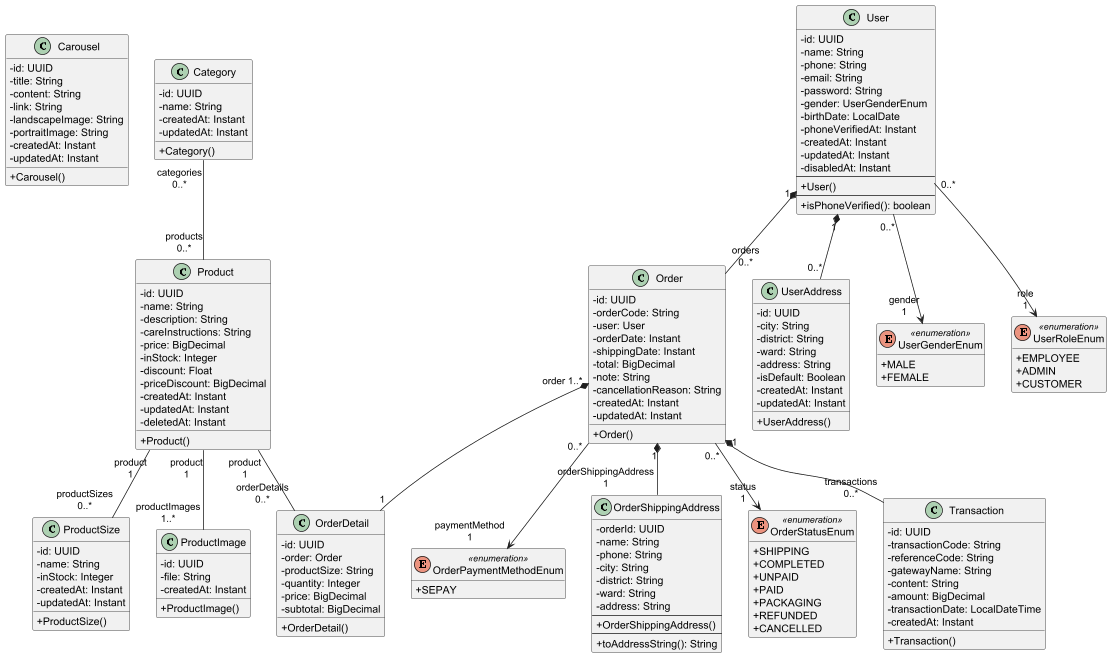 C Carousel
-id: UUID
-title: String
-content: String
-link: String
-landscapeImage: String
-portraitImage: String
-createdAt: Instant
-updatedAt: Instant
+Carousel()
C Category
-id: UUID
-name: String
-createdAt: Instant
-updatedAt: Instant
+Category()
C User
-id: UUID
-name: String
-phone: String
-email: String
-password: String
-gender: UserGenderEnum
-birthDate: LocalDate
-phoneVerifiedAt: Instant
-createdAt: Instant
-updatedAt: Instant
-disabledAt: Instant
+User()
+isPhoneVerified(): boolean
categories
0..*
products
0..*
1
orders
0..*
1
0..*
0..*
gender
1
0..*
role
1
C Product
-id: UUID
-name: String
-description: String
-careInstructions: String
-price: BigDecimal
-inStock: Integer
-discount: Float
-priceDiscount: BigDecimal
-createdAt: Instant
-updatedAt: Instant
-deletedAt: Instant
+Product()
C Order
-id: UUID
-orderCode: String
-user: User
-orderDate: Instant
-shippingDate: Instant
-total: BigDecimal
-note: String
-cancellationReason: String
-createdAt: Instant
-updatedAt: Instant
+Order()
C UserAddress
-id: UUID
-city: String
-district: String
-ward: String
-address: String
-isDefault: Boolean
-createdAt: Instant
-updatedAt: Instant
+UserAddress()
E «enumeration»
UserGenderEnum
+MALE
+FEMALE
E «enumeration»
UserRoleEnum
+EMPLOYEE
+ADMIN
+CUSTOMER
product
1
productSizes
0..*
product
1
productImages
1..*
product
1
orderDetails
0..*
order 1..*
1
0..*
paymentMethod
1
1
orderShippingAddress
1
0..*
status
1
1
transactions
0..*
C ProductSize
-id: UUID
-name: String
-inStock: Integer
-createdAt: Instant
-updatedAt: Instant
+ProductSize()
C ProductImage
-id: UUID
-file: String
-createdAt: Instant
+ProductImage()
C OrderDetail
-id: UUID
-order: Order
-productSize: String
-quantity: Integer
-price: BigDecimal
-subtotal: BigDecimal
+OrderDetail()
E «enumeration»
OrderPaymentMethodEnum
+SEPAY
C OrderShippingAddress
-orderId: UUID
-name: String
-phone: String
-city: String
-district: String
-ward: String
-address: String
+OrderShippingAddress()
+toAddressString(): String
E «enumeration»
OrderStatusEnum
+SHIPPING
+COMPLETED
+UNPAID
+PAID
+PACKAGING
+REFUNDED
+CANCELLED
C Transaction
-id: UUID
-transactionCode: String
-referenceCode: String
-gatewayName: String
-content: String
-amount: BigDecimal
-transactionDate: LocalDateTime
-createdAt: Instant
+Transaction()